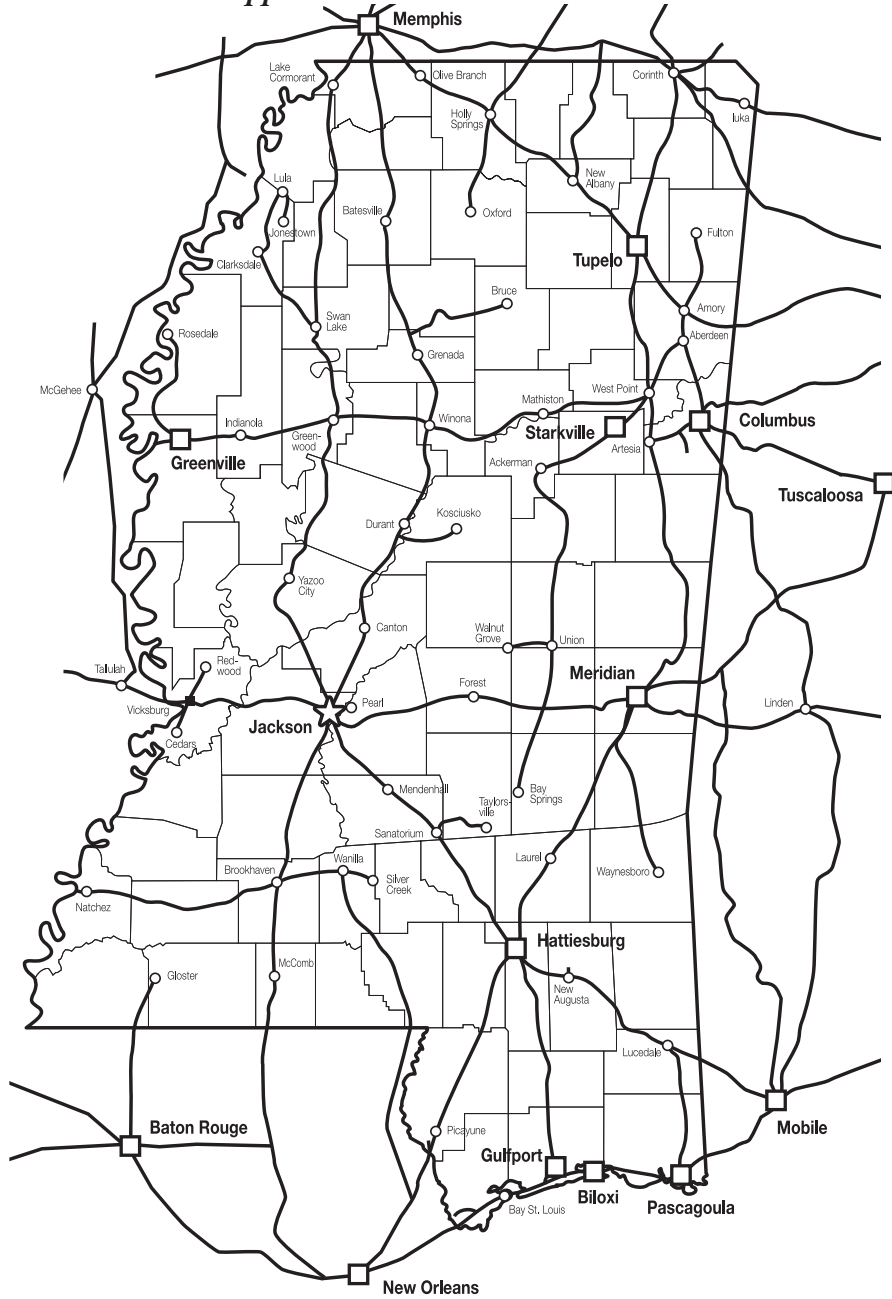 Memphis
Lake
Cormorant
Olive Branch
Corinth
Iuka
Holly
Springs
New
Albany
Lula
Jonestown
Batesville
Oxford
Clarksdale
Tupelo
Fulton
Bruce
Swan
Lake
Amory
Aberdeen
Rosedale
Grenada
McGehee
West Point
Mathiston
Columbus
Indianola
Winona
Starkville
Green-
wood
Greenville
Artesia
Ackerman
Tuscaloosa
Kosciusko
Durant
Yazoo
City
Canton
Walnut
Grove
Union
Tallulah
Red-
wood
Meridian
Forest
Vicksburg
Pearl
Linden
Jackson
Cedars
Mendenhall
Bay
Springs
Taylors-
ville
Sanatorium
Laurel
Waynesboro
Brookhaven
Wanilla
Silver
Creek
Natchez
Hattiesburg
McComb
Gloster
New
Augusta
Lucedale
Baton Rouge
Picayune
Mobile
Gulfport
Biloxi
Pascagoula
Bay St. Louis
New Orleans